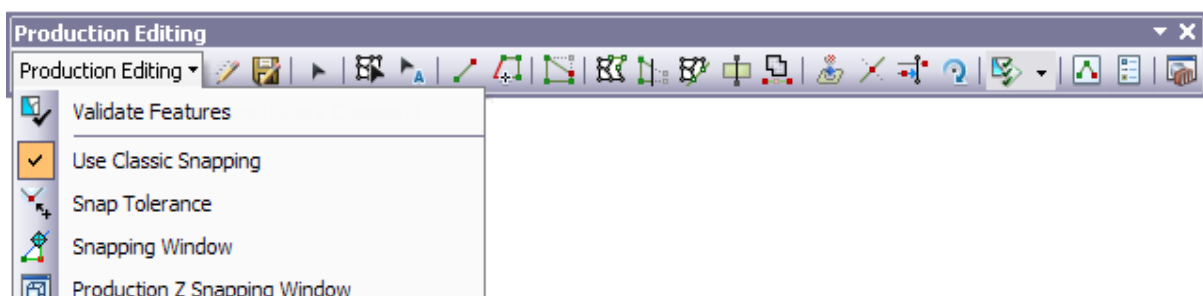 Production Editing
Production Editing
Validate Features
Use Classic Snapping
Snap Tolerance
Snapping Window
Production Z Snapping Window